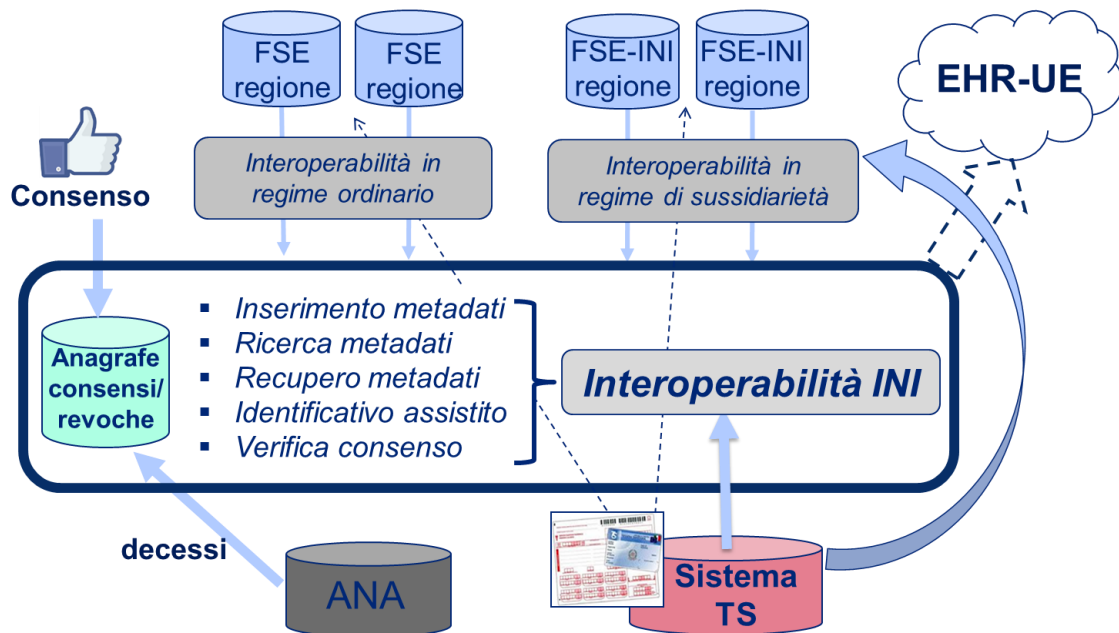 FSE
regione
FSE
regione
FSE-INI
regione
FSE-INI
regione
EHR-UE
Consenso
Interoperabilità in
regime ordinario
Interoperabilità in
regime di sussidiarietà
Anagrafe
consensi/
revoche
▪ Inserimento metadati
▪ Ricerca metadati
▪ Recupero metadati
▪ Identificativo assistito
▪ Verifica consenso
Interoperabilità INI
decessi
ANA
Sistema
TS